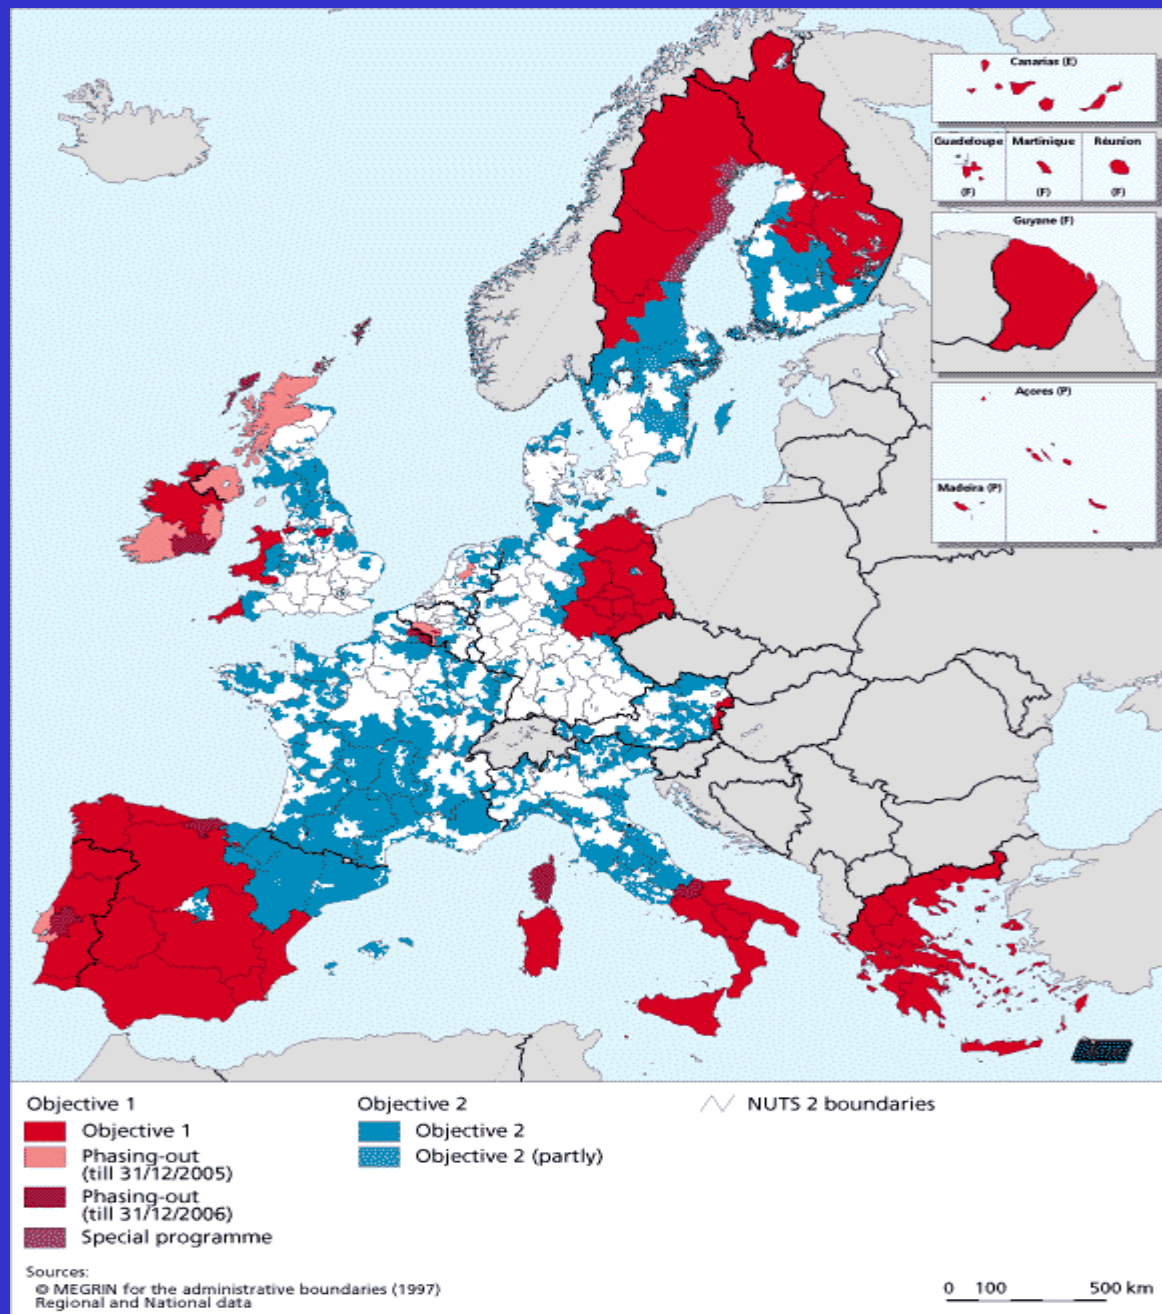 Canarias (E)
Guadeloupe
Martinique
Réunion
(F)
(F)
(F)
Guyane (F)
Açores (P)
Madeira (P)
Objective 1
Objective 1
Phasing-out
(till 31/12/2005)
Phasing-out
(till 31/12/2006)
Special programme
Objective 2
Objective 2
Objective 2 (partly)
NUTS 2 boundaries
Sources:
© MEGRIN for the administrative boundaries (1997)
Regional and National data
0 100 500 km